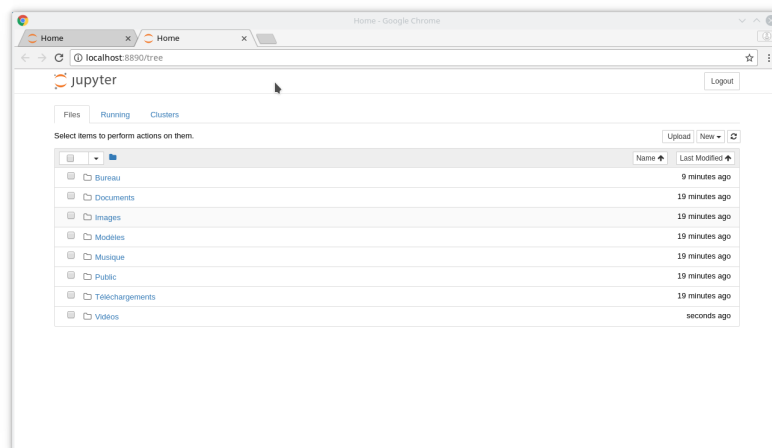 Home - Google Chrome
Home × Home ×
localhost:8890/tree
jupyter Logout
Files Running Clusters
Select items to perform actions on them. Upload New
Name Last Modified
Bureau 9 minutes ago
Documents 19 minutes ago
Images 19 minutes ago
Modèles 19 minutes ago
Musique 19 minutes ago
Public 19 minutes ago
Téléchargements 19 minutes ago
Vidéos seconds ago